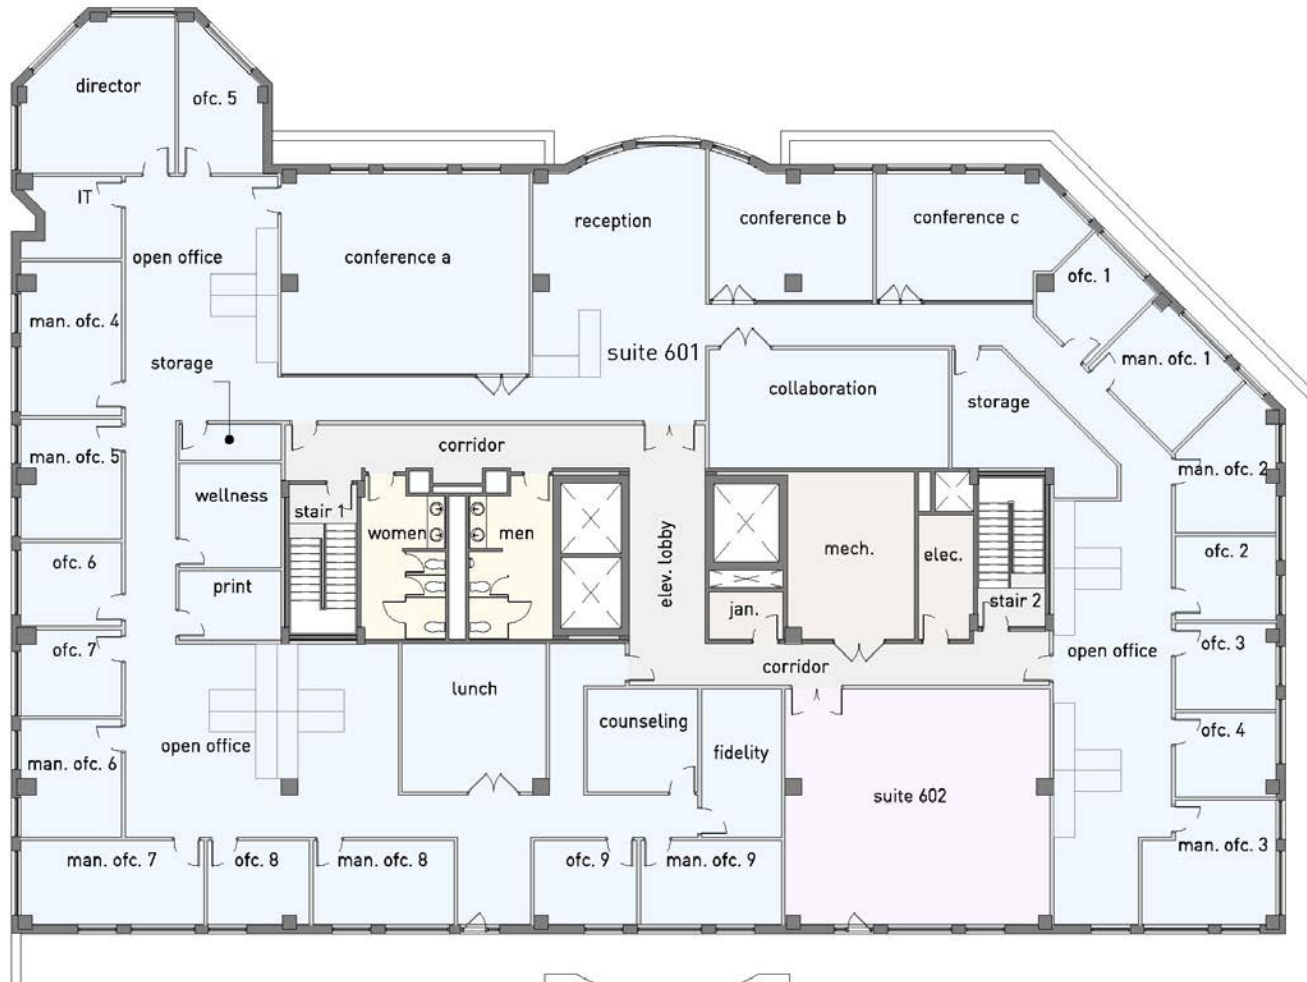 director
ofc. 5
IT
open office
conference a
reception
conference b
conference c
ofc. 1
man. ofc. 4
storage
suite 601
man. ofc. 1
collaboration
storage
corridor
man. ofc. 5
wellness
stair 1
women
men
elev. lobby
mech.
elec.
man. ofc. 2
ofc. 6
print
jan.
stair 2
ofc. 2
ofc. 7
lunch
corridor
open office
ofc. 3
counseling
fidelity
ofc. 4
open office
man. ofc. 6
suite 602
man. ofc. 3
man. ofc. 7
ofc. 8
man. ofc. 8
ofc. 9
man. ofc. 9